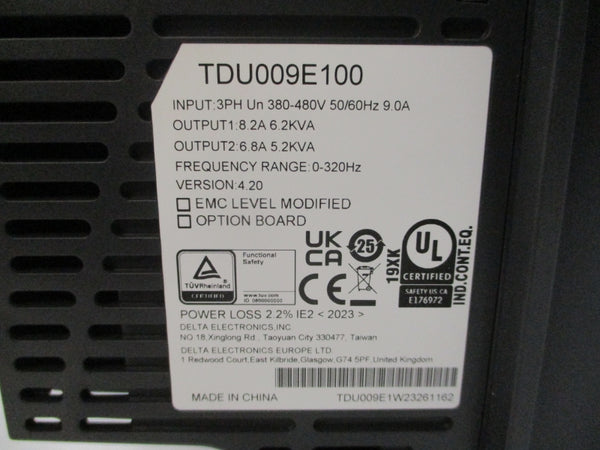 TDU009E100
INPUT:3PH Un 380-480V 50/60Hz 9.0A
OUTPUT1:8.2A 6.2KVA
OUTPUT2:6.8A 5.2KVA
FREQUENCY RANGE:0-320Hz
VERSION:4.20
EMC LEVEL MODIFIED
OPTION BOARD
TÜVRheinland
CERTIFIED
Functional
Safety
www.tuv.com
UK
CA
CE
25
19XK
UL
CERTIFIED
SAFETY US CA
E176972
IND.CONT.EQ.
POWER LOSS 2.2% IE2 < 2023 >
DELTA ELECTRONICS,INC
NO 18,Xinglong Rd., Taoyuan City 330477, Taiwan
DELTA ELECTRONICS EUROPE LTD.
1 Redwood Court,East Kilbride,Glasgow,G74 5PF,United Kingdom
MADE IN CHINA
TDU009E1W23261162